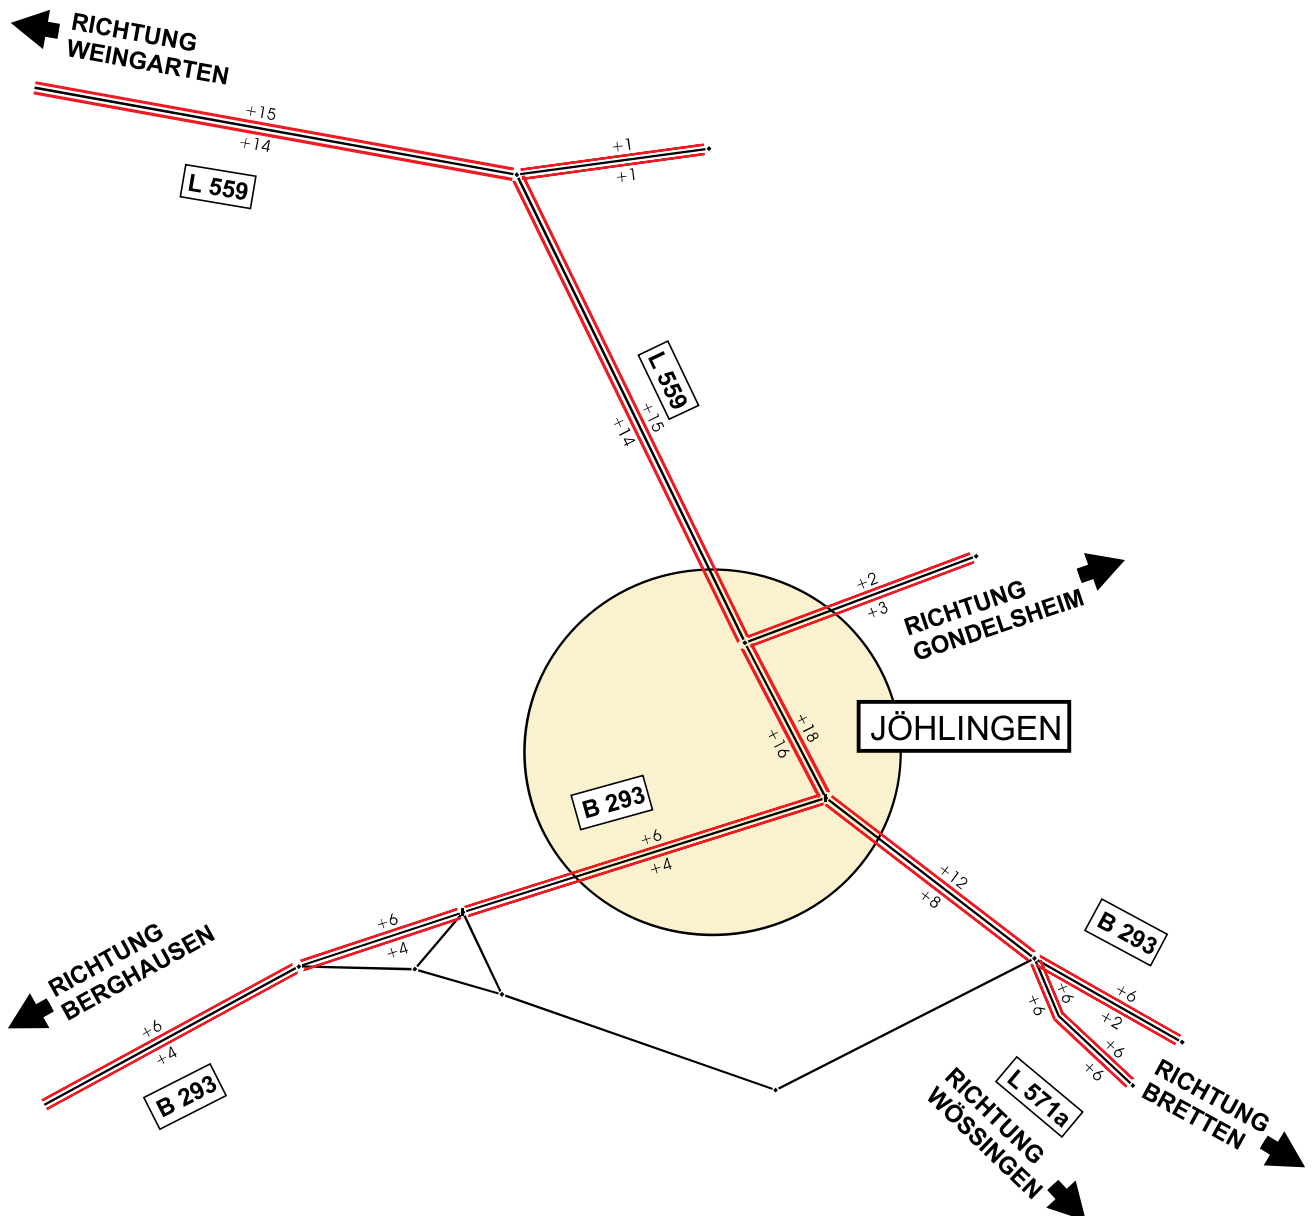 RICHTUNG
WEINGARTEN
+15
+14
L 559
+1
+1
L 559
+15
+14
+2
+3
RICHTUNG
GONDELSHEIM
JÖHLINGEN
+18
+16
B 293
+6
+4
+12
+8
B 293
+6
+4
RICHTUNG
BERGHAUSEN
+6
+4
B 293
+6
+2
+6
+6
+6
+6
L 571a
RICHTUNG
BRETTEN
RICHTUNG
WÖSSINGEN